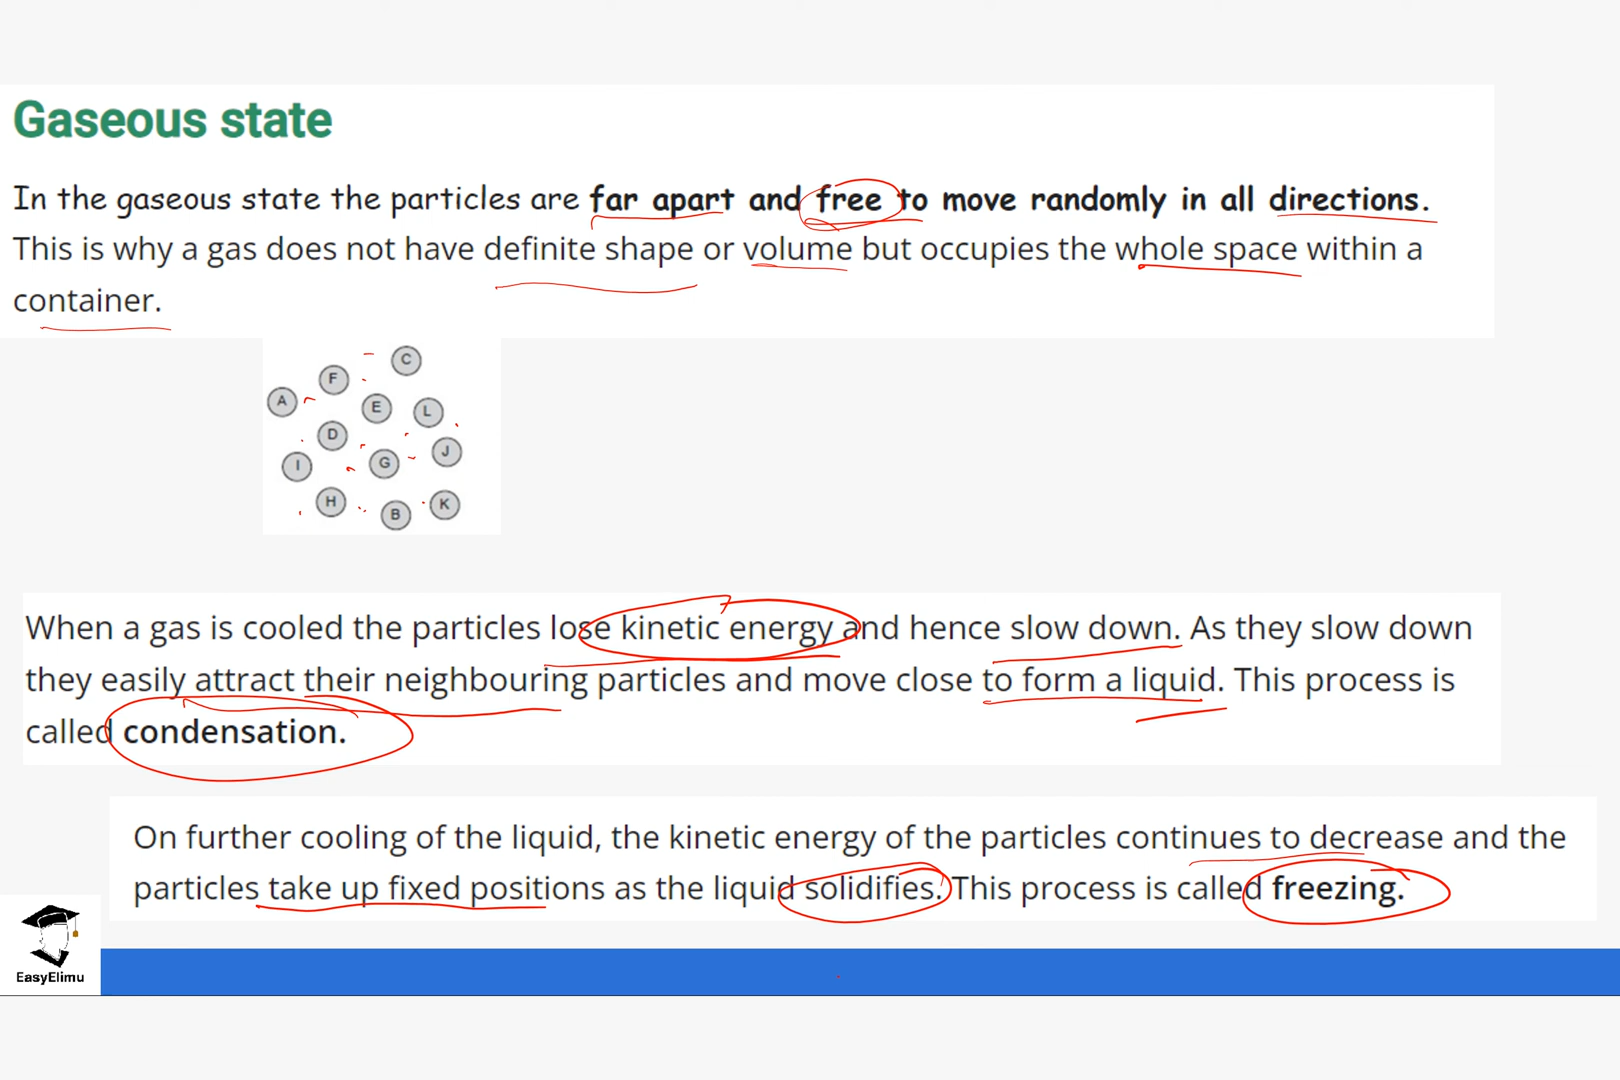 Gaseous state
In the gaseous state the particles are far apart and free to move randomly in all directions.
This is why a gas does not have definite shape or volume but occupies the whole space within a
container.
C
F
A
E
L
D
J
G
I
H
K
B
When a gas is cooled the particles lose kinetic energy and hence slow down. As they slow down
they easily attract their neighbouring particles and move close to form a liquid. This process is
called condensation.
On further cooling of the liquid, the kinetic energy of the particles continues to decrease and the
particles take up fixed positions as the liquid solidifies. This process is called freezing.
EasyElimu